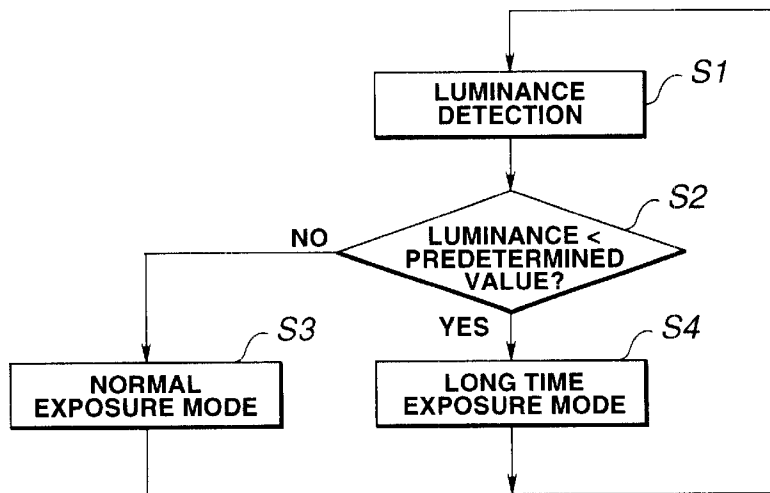 S1
LUMINANCE
DETECTION
S2
NO
LUMINANCE <
PREDETERMINED
VALUE?
YES
S3
S4
NORMAL
EXPOSURE MODE
LONG TIME
EXPOSURE MODE